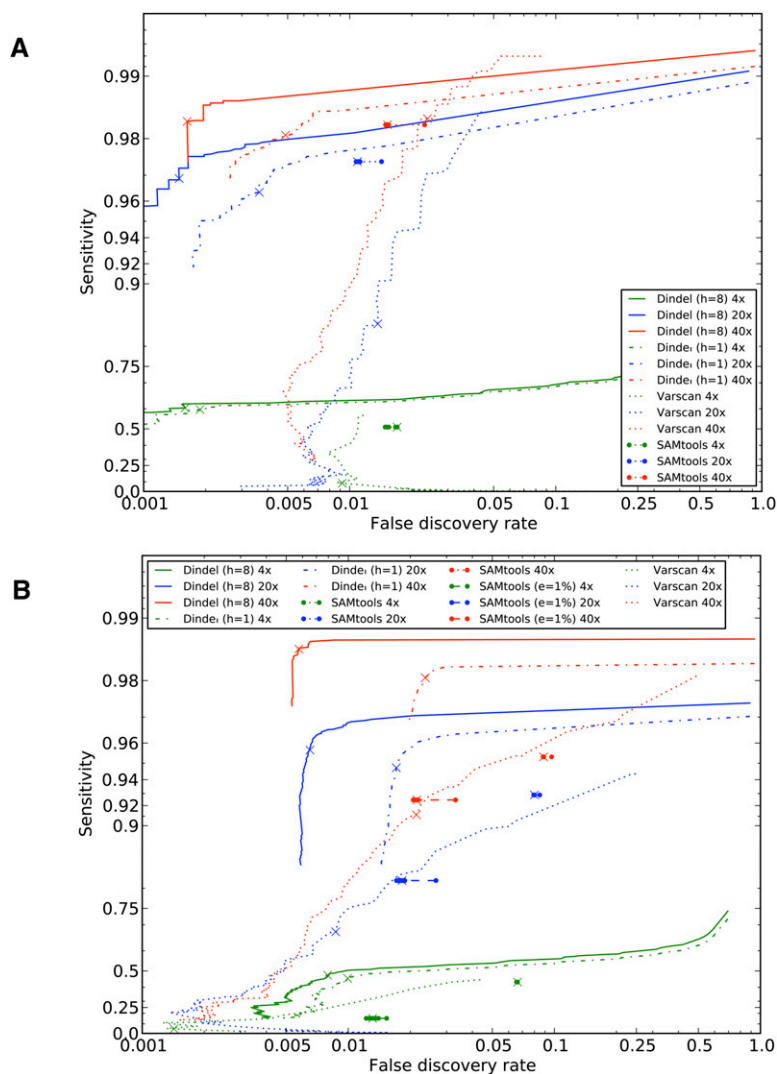 A
0.99
0.98
0.96
0.94
0.92
0.9
0.75
0.5
0.25
0.0
Sensitivity
0.001
0.005
0.01
0.05
0.1
0.25
0.5
1.0
False discovery rate
Dindel (h=8) 4x
Dindel (h=8) 20x
Dindel (h=8) 40x
Dindel (h=1) 4x
Dindel (h=1) 20x
Dindel (h=1) 40x
Varscan 4x
Varscan 20x
Varscan 40x
SAMtools 4x
SAMtools 20x
SAMtools 40x
B
Dindel (h=8) 4x
Dindel (h=8) 20x
Dindel (h=8) 40x
Dindel (h=1) 4x
Dindel (h=1) 20x
Dindel (h=1) 40x
SAMtools 4x
SAMtools 20x
SAMtools 40x
SAMtools (e=1%) 4x
SAMtools (e=1%) 20x
SAMtools (e=1%) 40x
Varscan 4x
Varscan 20x
Varscan 40x
0.99
0.98
0.96
0.94
0.92
0.9
0.75
0.5
0.25
0.0
Sensitivity
0.001
0.005
0.01
0.05
0.1
0.25
0.5
1.0
False discovery rate